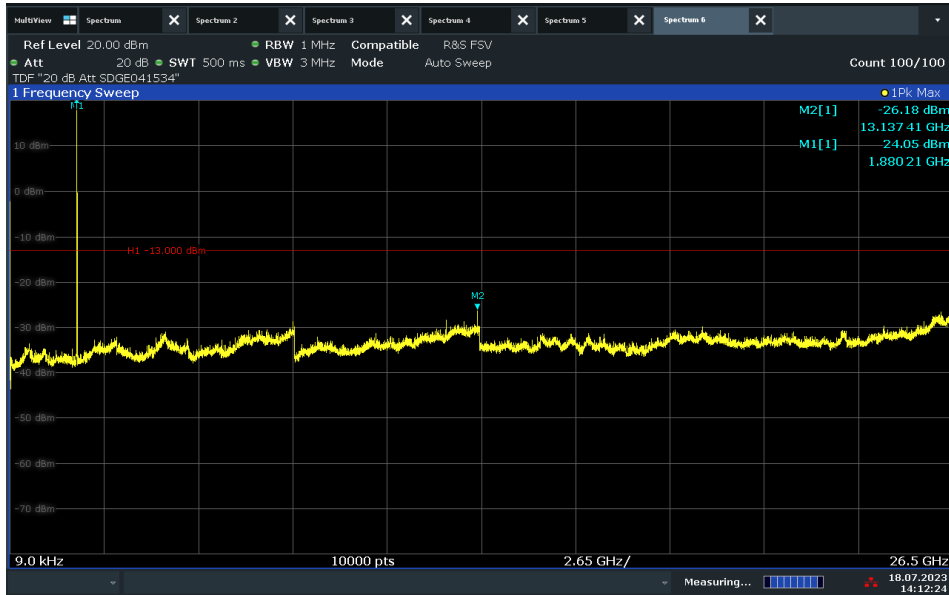 MultiView Spectrum Spectrum 2 Spectrum 3 Spectrum 4 Spectrum 5 Spectrum 6
Ref Level 20.00 dBm RBW 1 MHz Compatible R&S FSV
Att 20 dB SWT 500 ms VBW 3 MHz Mode Auto Sweep Count 100/100
TDF "20 dB Att SDGE041534"
1 Frequency Sweep 1Pk Max
M1
M2[1] -26.18 dBm
13.137 41 GHz
10 dBm
M1[1] 24.05 dBm
1.880 21 GHz
0 dBm
-10 dBm
H1 -13.000 dBm
-20 dBm
M2
-30 dBm
-40 dBm
-50 dBm
-60 dBm
-70 dBm
9.0 kHz 10000 pts 2.65 GHz/ 26.5 GHz
Measuring... 18.07.2023
14:12:24